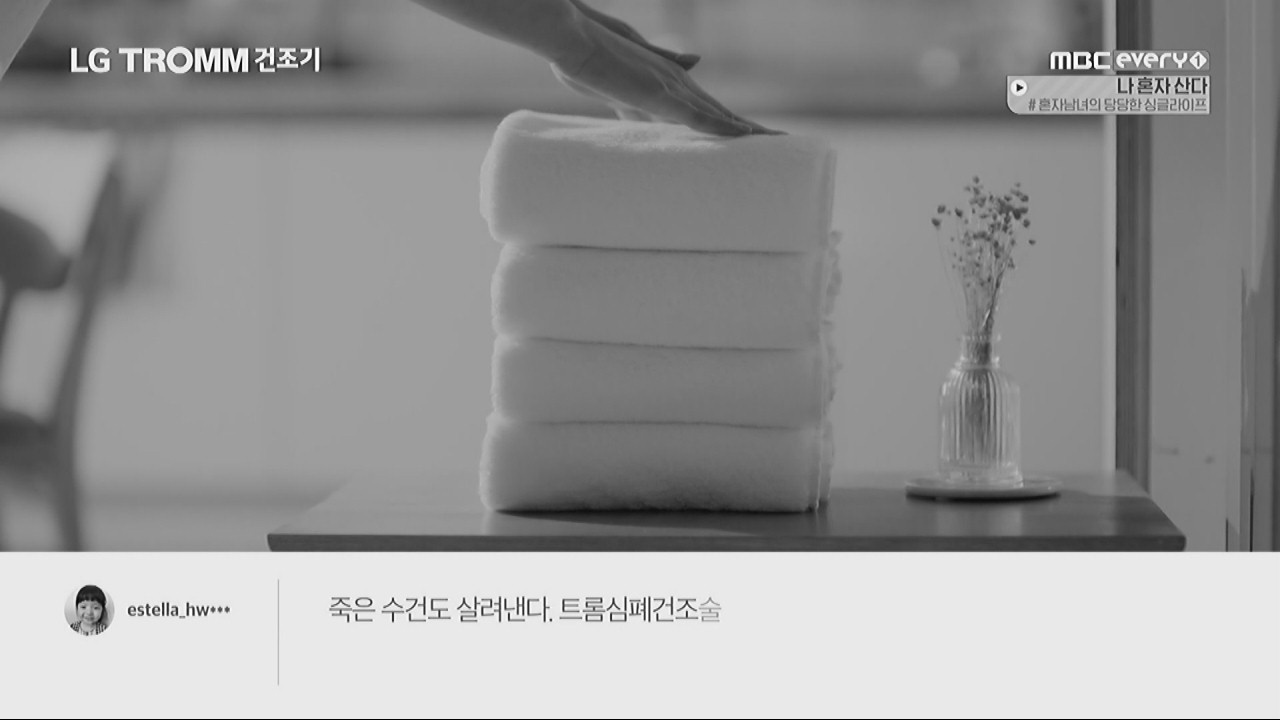 LG TROMM 건조기
MBC every1
나 혼자 산다
# 혼자남녀의 당당한 싱글라이프
estella_hw***
죽은 수건도 살려낸다. 트롬심폐건조술